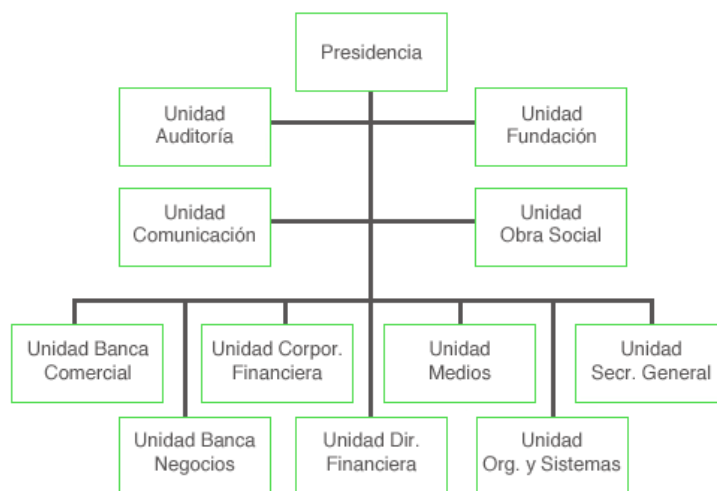 Presidencia
Unidad
Auditoría
Unidad
Fundación
Unidad
Comunicación
Unidad
Obra Social
Unidad Banca
Comercial
Unidad Corpor.
Financiera
Unidad
Medios
Unidad
Secr. General
Unidad Banca
Negocios
Unidad Dir.
Financiera
Unidad
Org. y Sistemas